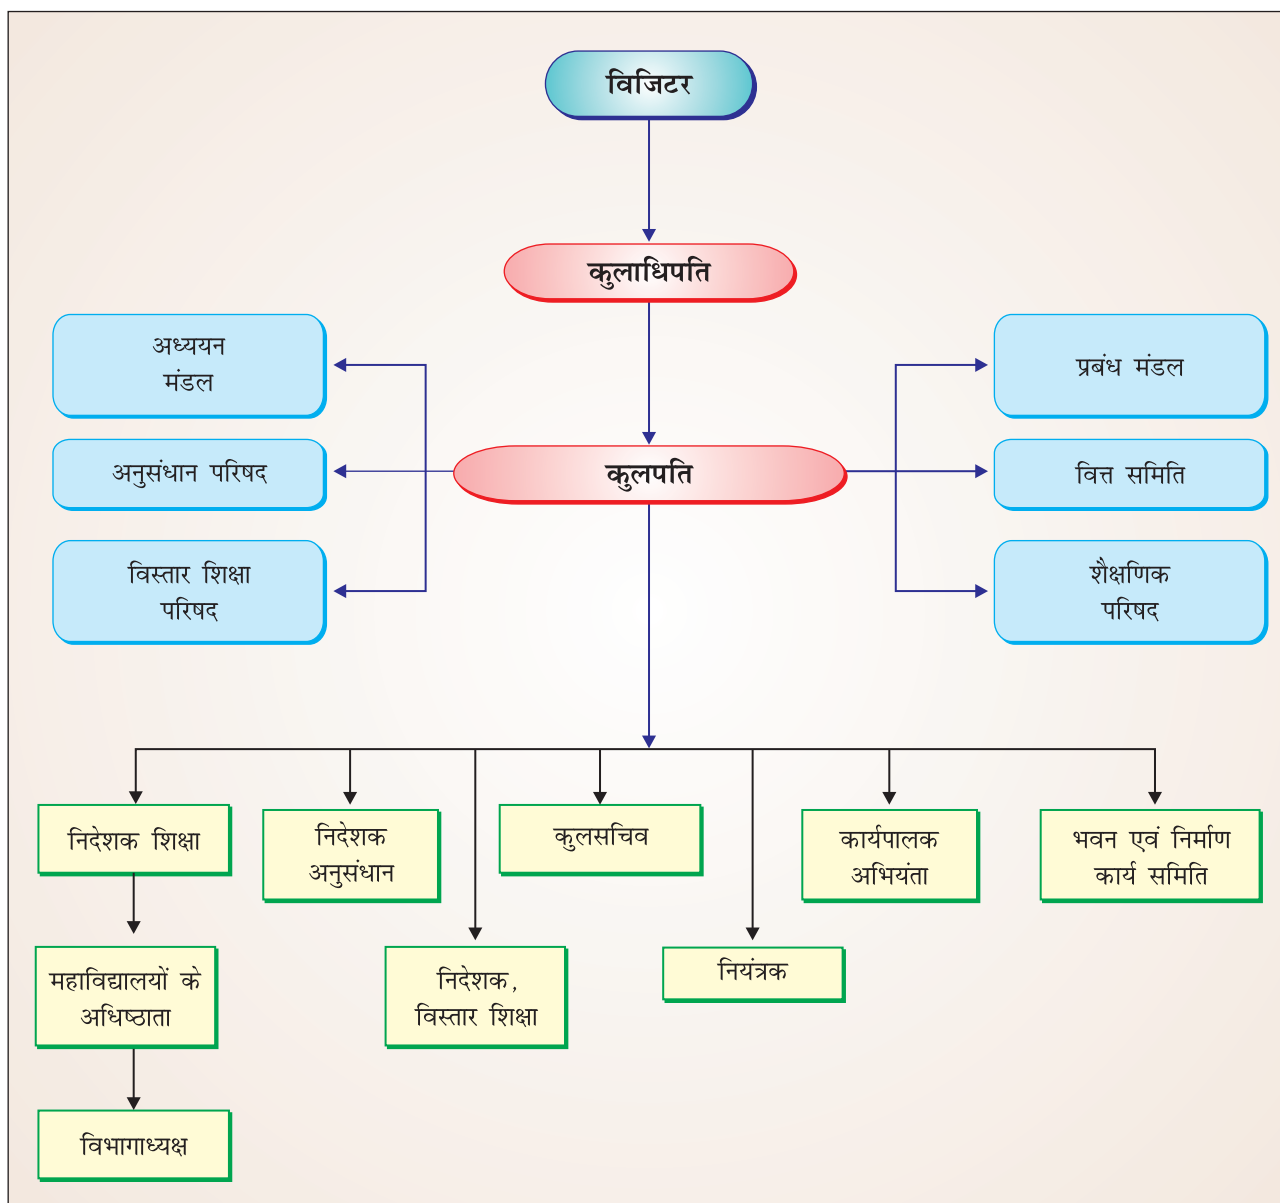 विजिटर
कुलाधिपति
अध्ययन
मंडल
प्रबंध मंडल
अनुसंधान परिषद
कुलपति
वित्त समिति
विस्तार शिक्षा
परिषद
शैक्षणिक
परिषद
निदेशक शिक्षा
निदेशक
अनुसंधान
कुलसचिव
कार्यपालक
अभियंता
भवन एवं निर्माण
कार्य समिति
महाविद्यालयों के
अधिष्ठाता
निदेशक,
विस्तार शिक्षा
नियंत्रक
विभागाध्यक्ष